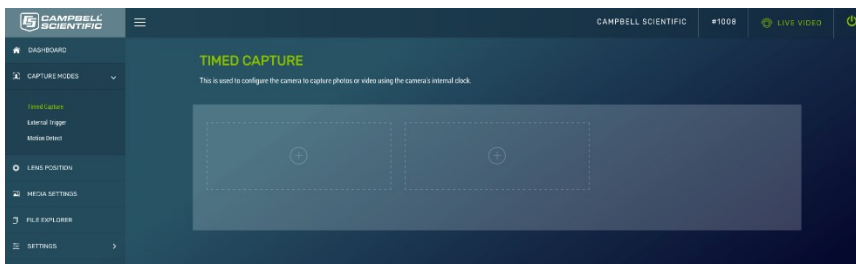 CAMPBELL
SCIENTIFIC
CAMPBELL SCIENTIFIC
#1008
LIVE VIDEO
DASHBOARD
CAPTURE MODES
Timed Capture
External Trigger
Motion Detect
LENS POSITION
MEDIA SETTINGS
FILE EXPLORER
SETTINGS
TIMED CAPTURE
This is used to configure the camera to capture photos or video using the camera's internal clock.